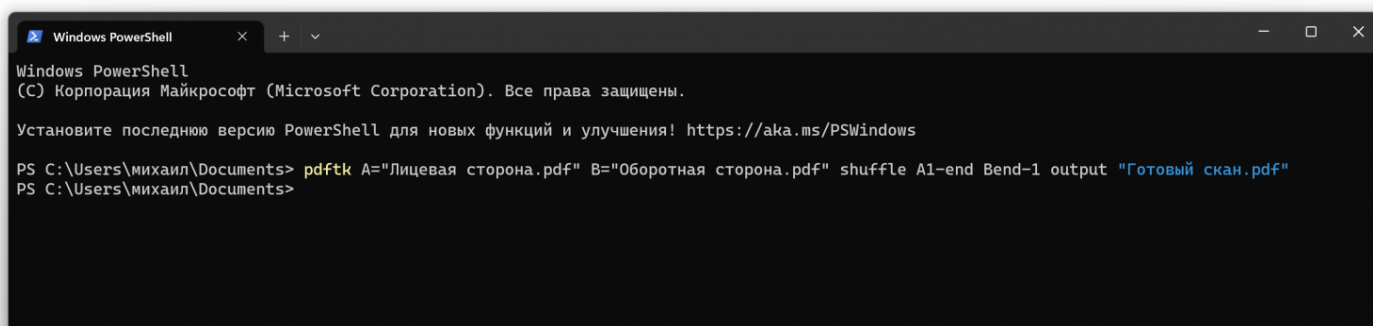 Windows PowerShell
Windows PowerShell
(C) Корпорация Майкрософт (Microsoft Corporation). Все права защищены.
Установите последнюю версию PowerShell для новых функций и улучшения! https://aka.ms/PSWindows
PS C:\Users\михаил\Documents> pdftk A="Лицевая сторона.pdf" B="Оборотная сторона.pdf" shuffle A1-end Bend-1 output "Готовый скан.pdf"
PS C:\Users\михаил\Documents>